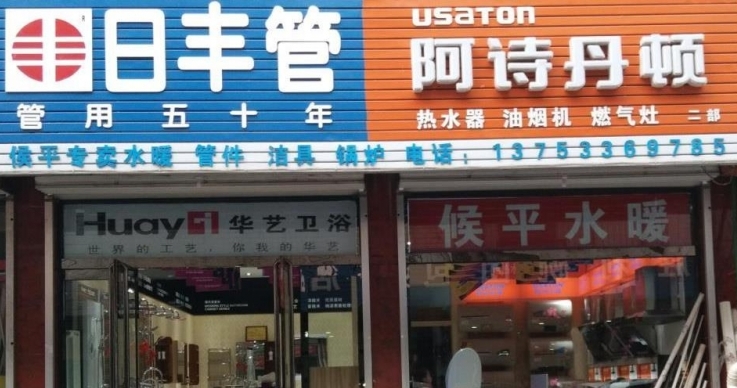 日丰管
管用五十年
USATON
阿诗丹顿
热水器 油烟机 燃气灶 二部
候平专卖水暖 管件 洁具 锅炉 电话：13753369785
HuayI 华艺卫浴
世界的工艺，你我的华艺
候平水暖